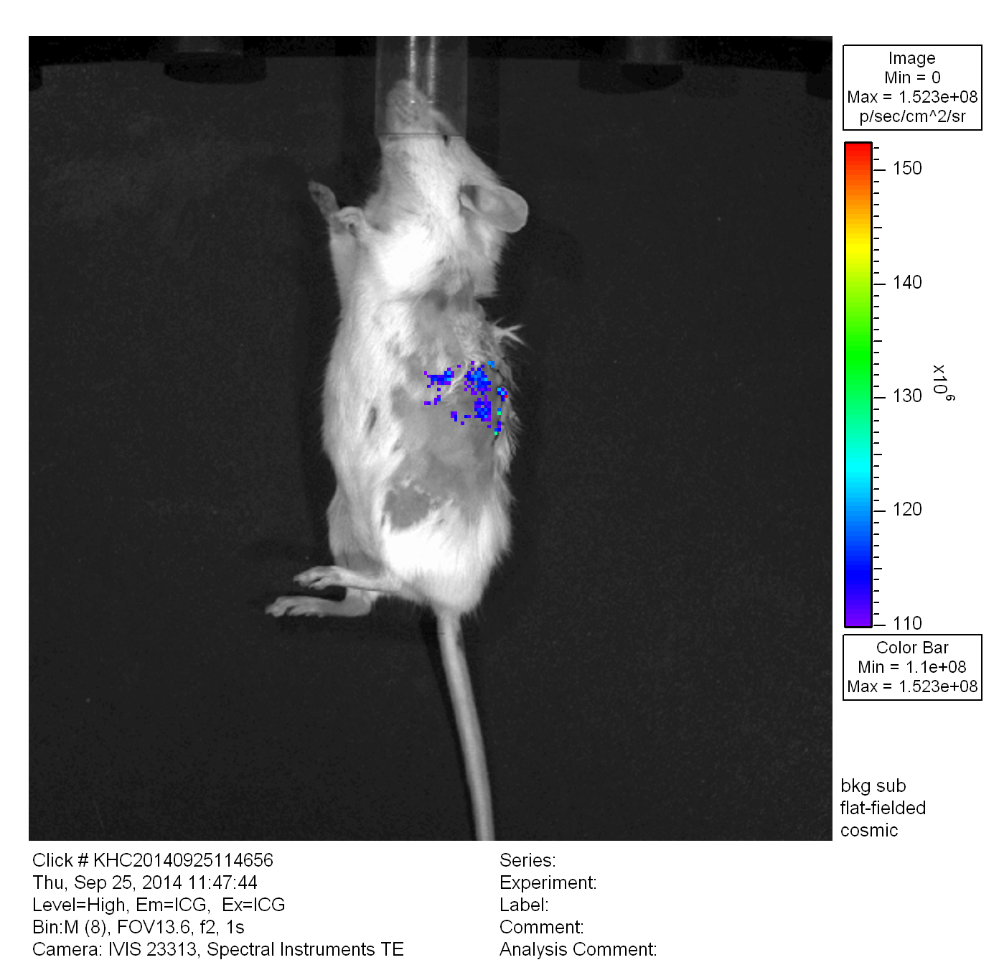 Image
Min = 0
Max = 1.523e+08
p/sec/cm^2/sr
150
140
130
120
110
x10^6
Color Bar
Min = 1.1e+08
Max = 1.523e+08
bkg sub
flat-fielded
cosmic
Click # KHC20140925114656
Thu, Sep 25, 2014 11:47:44
Level=High, Em=ICG,  Ex=ICG
Bin:M (8), FOV13.6, f2, 1s
Camera: IVIS 23313, Spectral Instruments TE
Series:
Experiment:
Label:
Comment:
Analysis Comment: